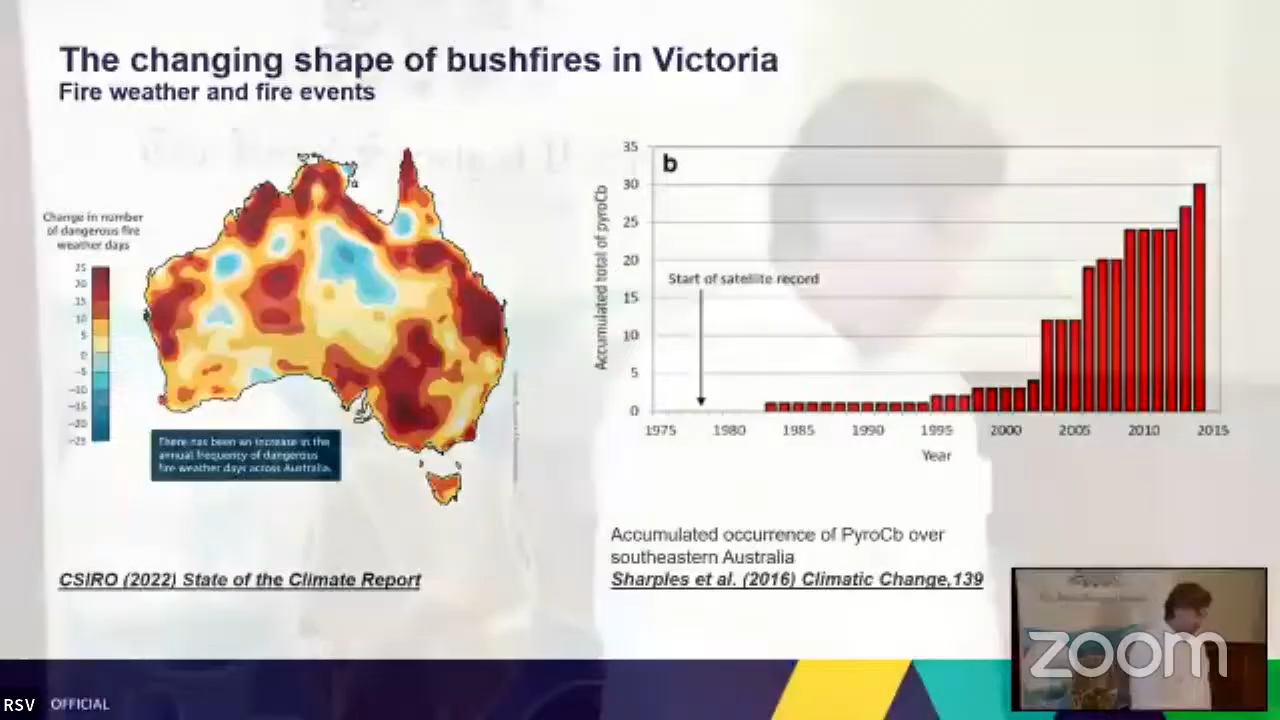 The changing shape of bushfires in Victoria
Fire weather and fire events
Change in number
of dangerous fire
weather days
25
20
15
10
5
0
-5
-10
-15
-20
-25
There has been an increase in the
annual frequency of dangerous
fire weather days across Australia.
CSIRO (2022) State of the Climate Report
b
Accumulated total of pyroCb
35
30
25
20
15
10
5
0
Start of satellite record
1975 1980 1985 1990 1995 2000 2005 2010 2015
Year
Accumulated occurrence of PyroCb over
southeastern Australia
Sharples et al. (2016) Climatic Change,139
zoom
RSV OFFICIAL